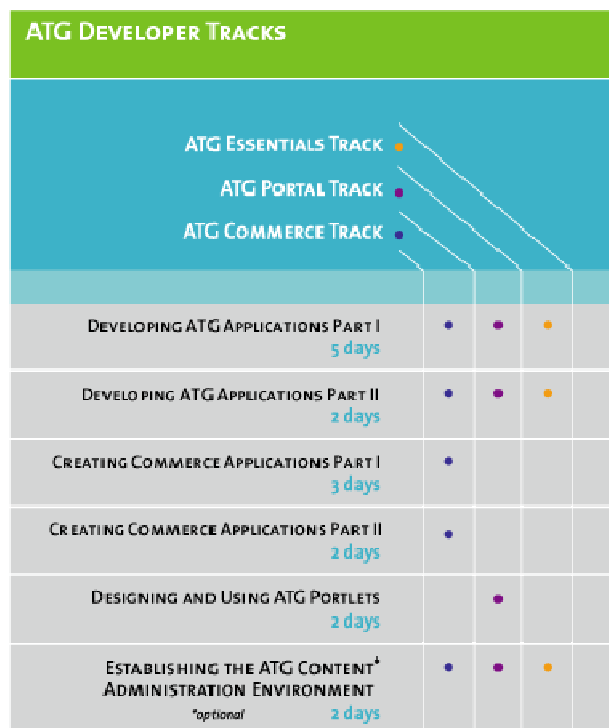 ATG DEVELOPER TRACKS
ATG ESSENTIALS TRACK
ATG PORTAL TRACK
ATG COMMERCE TRACK
DEVELOPING ATG APPLICATIONS PART I
5 days
DEVELOPING ATG APPLICATIONS PART II
2 days
CREATING COMMERCE APPLICATIONS PART I
3 days
CREATING COMMERCE APPLICATIONS PART II
2 days
DESIGNING AND USING ATG PORTLETS
2 days
ESTABLISHING THE ATG CONTENT*
ADMINISTRATION ENVIRONMENT
*optional 2 days